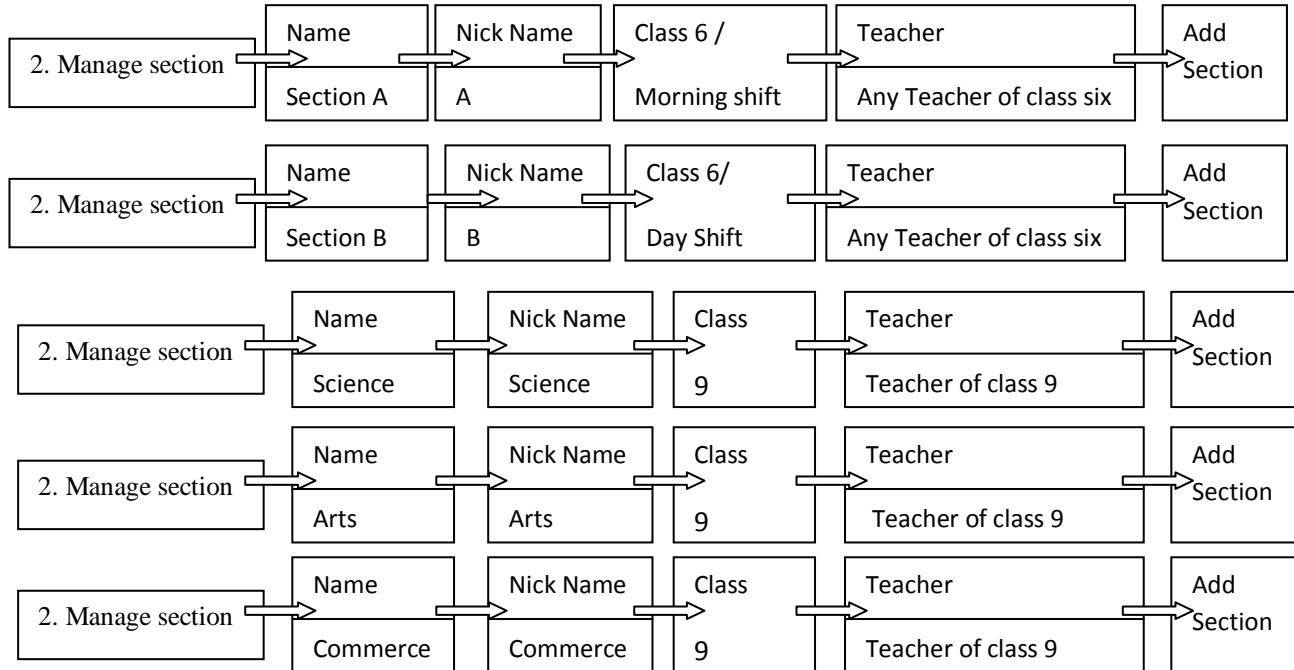 2. Manage section
Name
Section A
Nick Name
A
Class 6 /
Morning shift
Teacher
Any Teacher of class six
Add
Section
2. Manage section
Name
Section B
Nick Name
B
Class 6/
Day Shift
Teacher
Any Teacher of class six
Add
Section
2. Manage section
Name
Science
Nick Name
Science
Class
9
Teacher
Teacher of class 9
Add
Section
2. Manage section
Name
Arts
Nick Name
Arts
Class
9
Teacher
Teacher of class 9
Add
Section
2. Manage section
Name
Commerce
Nick Name
Commerce
Class
9
Teacher
Teacher of class 9
Add
Section